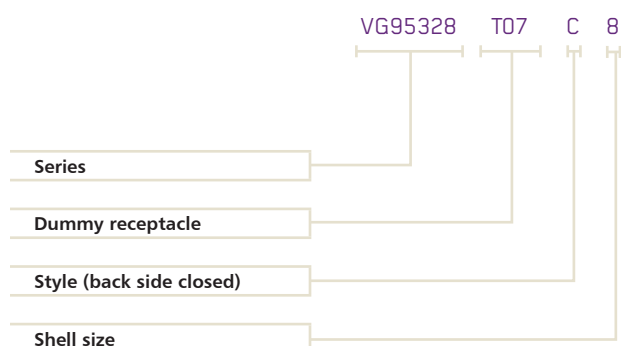 VG95328 T07 C 8
Series
Dummy receptacle
Style (back side closed)
Shell size